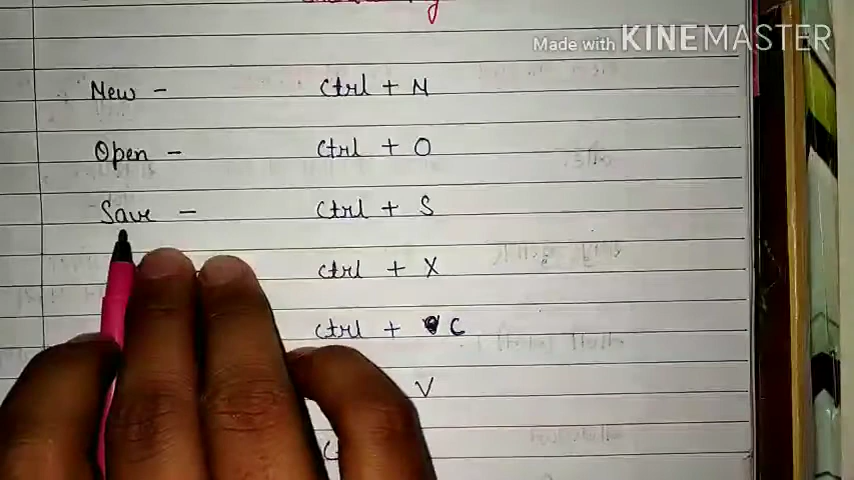 Made with KINEMASTER
New - Ctrl + N
Open - Ctrl + O
Save - Ctrl + S
Ctrl + X
Ctrl + C
V